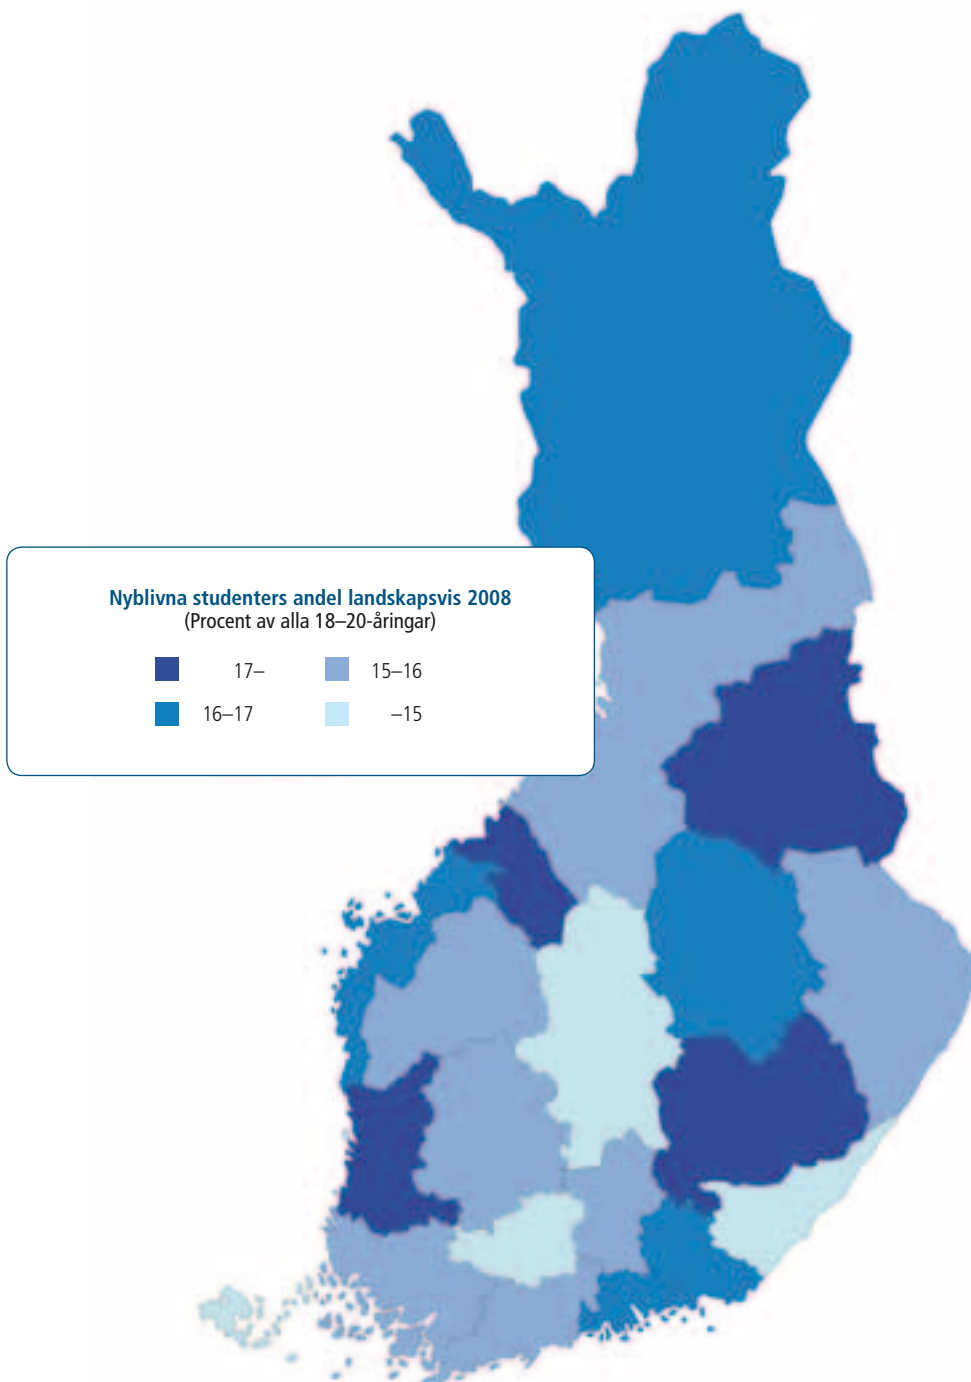 Nyblivna studenters andel landskapsvis 2008
(Procent av alla 18–20-åringar)
17– 15–16
16–17 –15